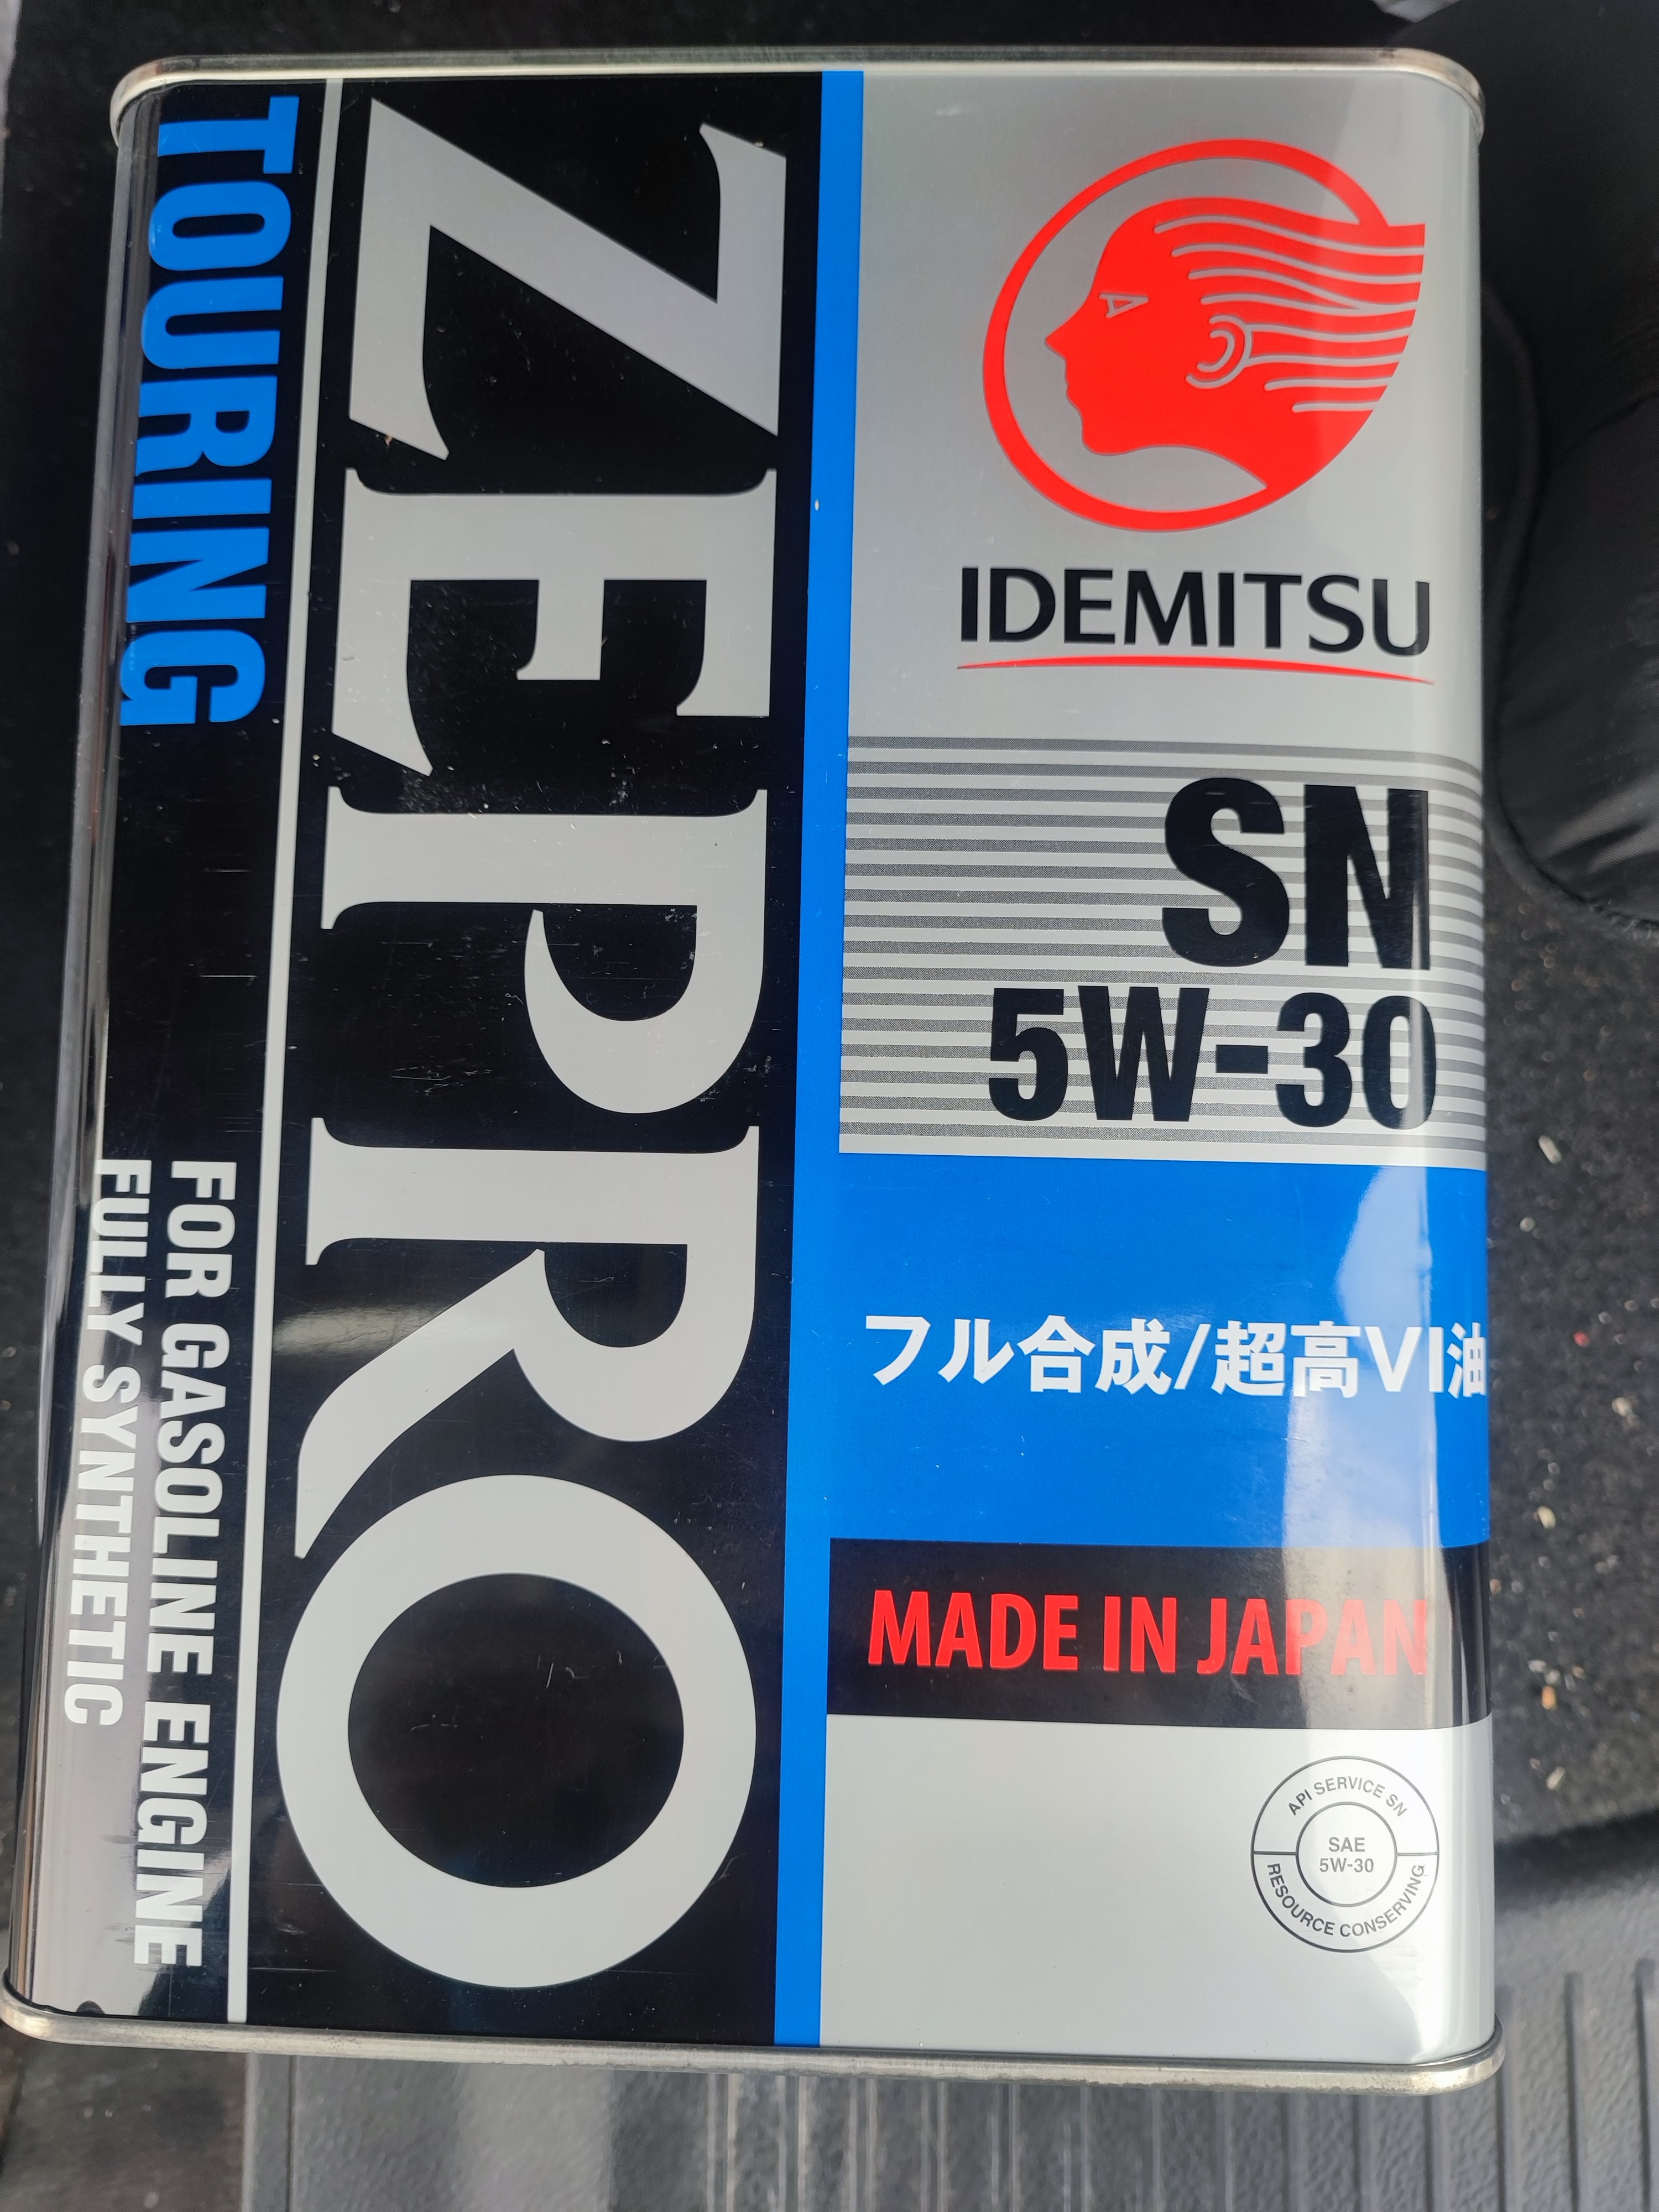 IDEMITSU
SN
5W-30
フル合成/超高VI油
MADE IN JAPAN
API SERVICE SN
SAE
5W-30
RESOURCE CONSERVING
ZEPRO
TOURING
FOR GASOLINE ENGINE
FULLY SYNTHETIC